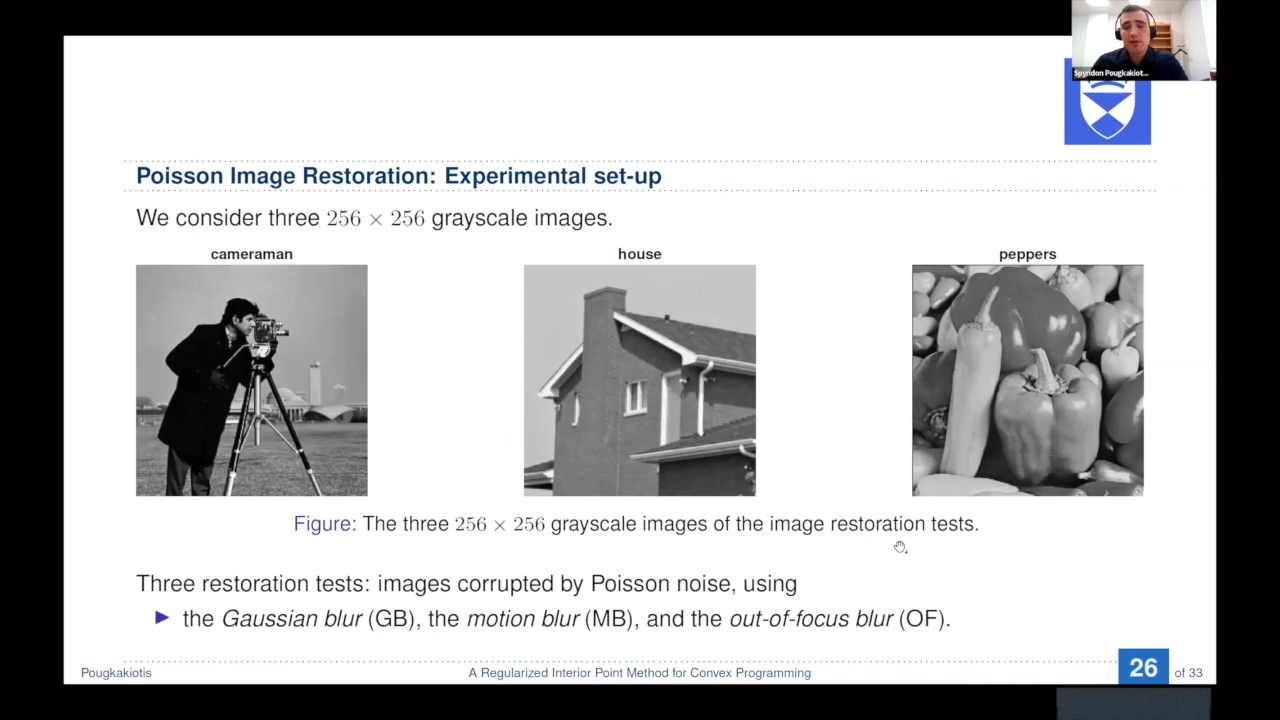 Spyridon Pougkakiot...
Poisson Image Restoration: Experimental set-up
We consider three 256 × 256 grayscale images.
cameraman
house
peppers
Figure: The three 256 × 256 grayscale images of the image restoration tests.
Three restoration tests: images corrupted by Poisson noise, using
the Gaussian blur (GB), the motion blur (MB), and the out-of-focus blur (OF).
Pougkakiotis
A Regularized Interior Point Method for Convex Programming
26 of 33